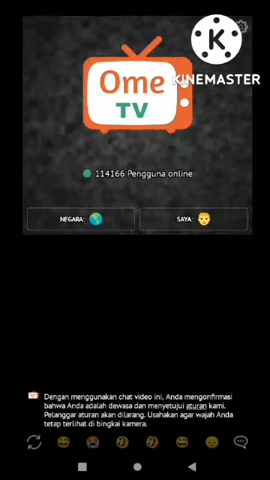 KINEMASTER
Ome
TV
114166 Pengguna online
NEGARA:
SAYA:
Dengan menggunakan chat video ini, Anda mengonfirmasi
bahwa Anda adalah dewasa dan menyetujui aturan kami.
Pelanggar aturan akan dilarang. Usahakan agar wajah Anda
tetap terlihat di bingkai kamera.